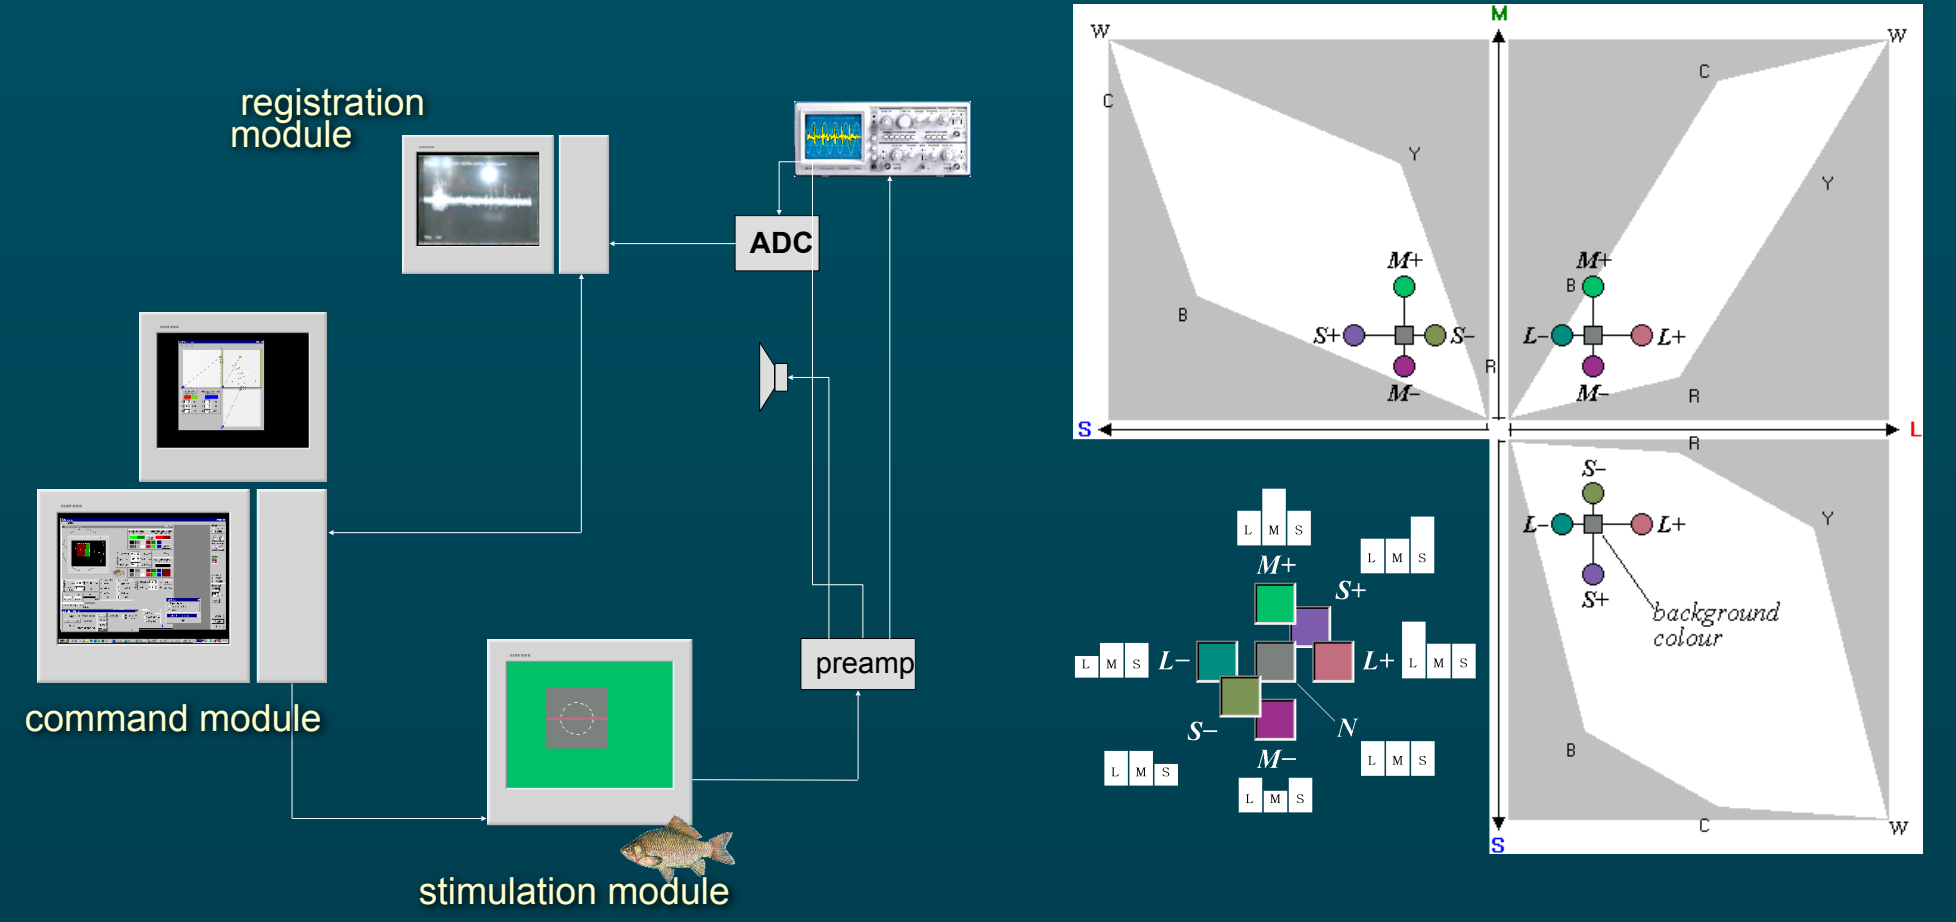 registration
module
ADC
preamp
command module
stimulation module
M
W
W
C
C
Y
Y
M+
M+
B
B
S+
S-
L-
L+
R
M-
M-
R
S
L
R
S-
L-
L+
Y
S+
background
colour
B
C
W
S
L M S
M+
L M S
S+
L M S
L-
L+
L M S
S-
N
L M S
M-
L M S
L M S